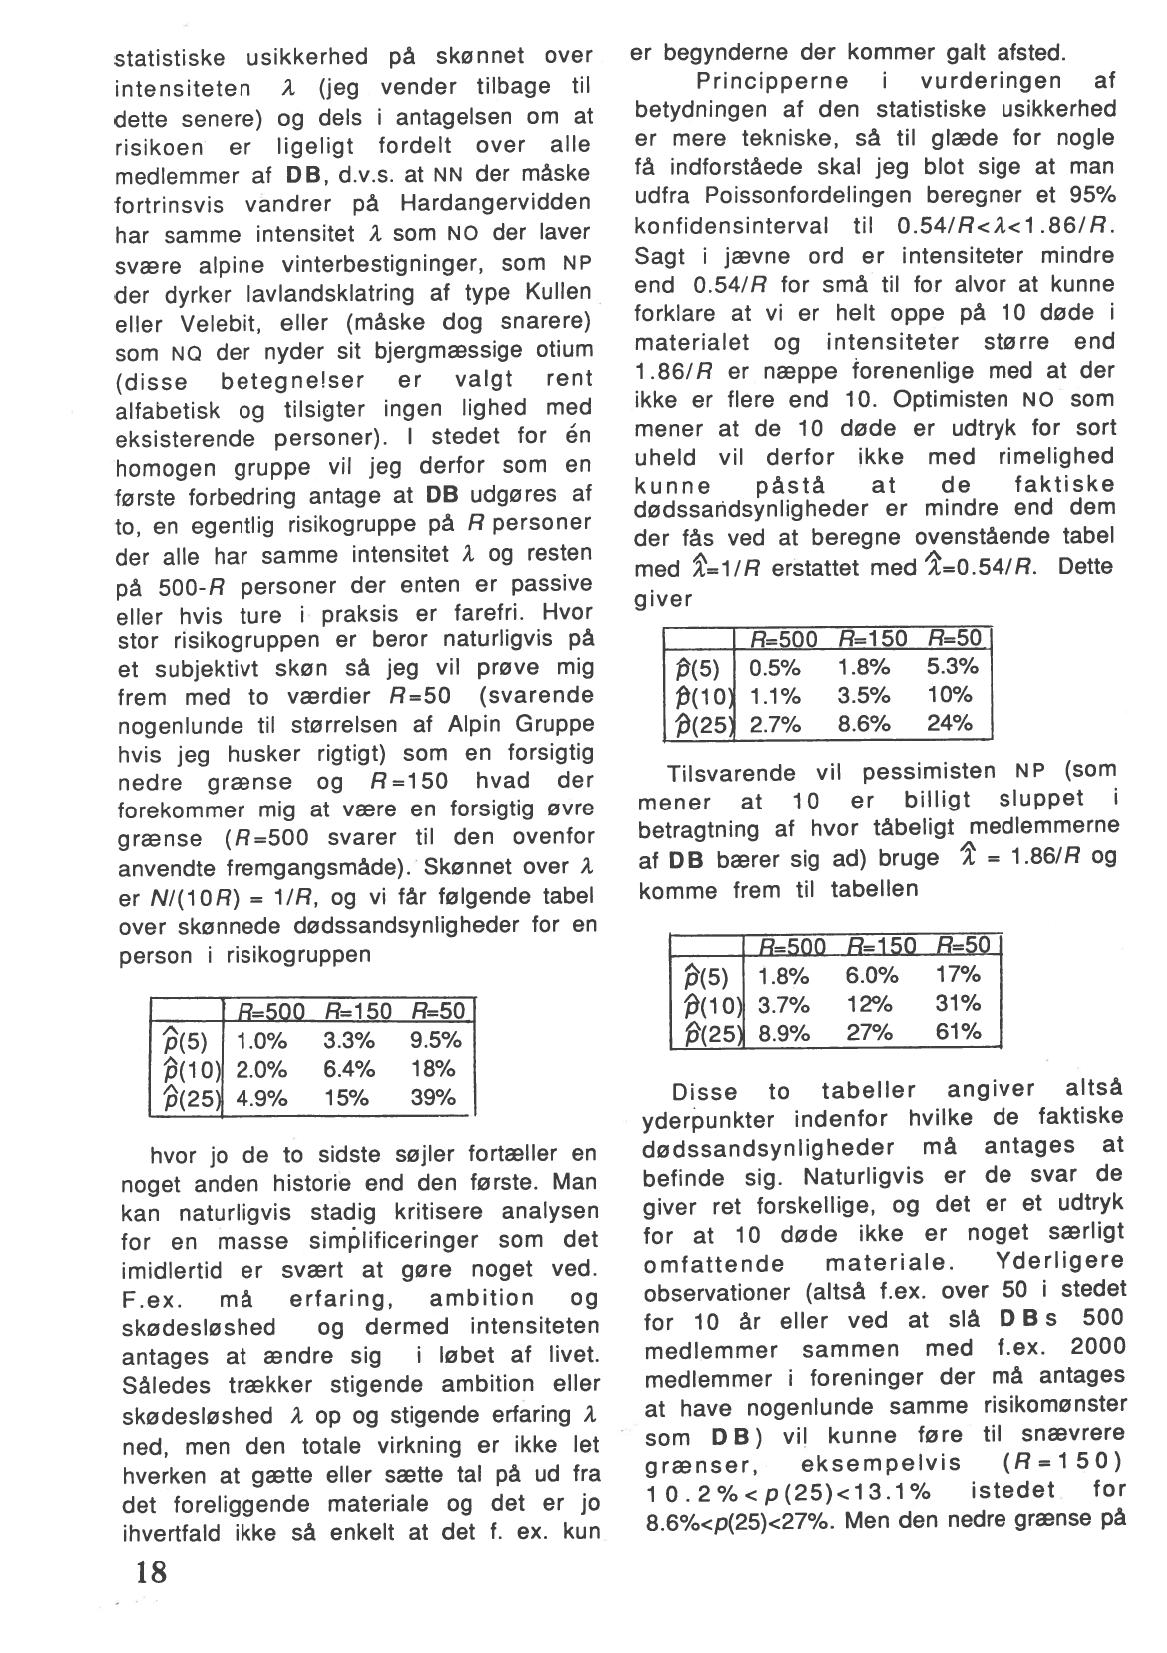 statistiske usikkerhed på skønnet over
intensiteten λ (jeg vender tilbage til
dette senere) og dels i antagelsen om at
risikoen er ligeligt fordelt over alle
medlemmer af DB, d.v.s. at NN der måske
fortrinsvis vandrer på Hardangervidden
har samme intensitet λ som NO der laver
svære alpine vinterbestigninger, som NP
der dyrker lavlandsklatring af type Kullen
eller Velebit, eller (måske dog snarere)
som NQ der nyder sit bjergmæssige otium
(disse betegnelser er valgt rent
alfabetisk og tilsigter ingen lighed med
eksisterende personer). I stedet for én
homogen gruppe vil jeg derfor som en
første forbedring antage at DB udgøres af
to, en egentlig risikogruppe på R personer
der alle har samme intensitet λ og resten
på 500-R personer der enten er passive
eller hvis ture i praksis er farefri. Hvor
stor risikogruppen er beror naturligvis på
et subjektivt skøn så jeg vil prøve mig
frem med to værdier R=50 (svarende
nogenlunde til størrelsen af Alpin Gruppe
hvis jeg husker rigtigt) som en forsigtig
nedre grænse og R=150 hvad der
forekommer mig at være en forsigtig øvre
grænse (R=500 svarer til den ovenfor
anvendte fremgangsmåde). Skønnet over λ
er N/(10R) = 1/R, og vi får følgende tabel
over skønnede dødssandsynligheder for en
person i risikogruppen
R=500 R=150 R=50
p̂(5) 1.0% 3.3% 9.5%
p̂(10) 2.0% 6.4% 18%
p̂(25) 4.9% 15% 39%
hvor jo de to sidste søjler fortæller en
noget anden historie end den første. Man
kan naturligvis stadig kritisere analysen
for en masse simplificeringer som det
imidlertid er svært at gøre noget ved.
F.ex. må erfaring, ambition og
skødesløshed og dermed intensiteten
antages at ændre sig i løbet af livet.
Således trækker stigende ambition eller
skødesløshed λ op og stigende erfaring λ
ned, men den totale virkning er ikke let
hverken at gætte eller sætte tal på ud fra
det foreliggende materiale og det er jo
ihvertfald ikke så enkelt at det f. ex. kun
18
er begynderne der kommer galt afsted.
Principperne i vurderingen af
betydningen af den statistiske usikkerhed
er mere tekniske, så til glæde for nogle
få indforståede skal jeg blot sige at man
udfra Poissonfordelingen beregner et 95%
konfidensinterval til 0.54/R<λ<1.86/R.
Sagt i jævne ord er intensiteter mindre
end 0.54/R for små til for alvor at kunne
forklare at vi er helt oppe på 10 døde i
materialet og intensiteter større end
1.86/R er næppe forenenlige med at der
ikke er flere end 10. Optimisten NO som
mener at de 10 døde er udtryk for sort
uheld vil derfor ikke med rimelighed
kunne påstå at de faktiske
dødssandsynligheder er mindre end dem
der fås ved at beregne ovenstående tabel
med λ̂=1/R erstattet med λ̂=0.54/R. Dette
giver
R=500 R=150 R=50
p̂(5) 0.5% 1.8% 5.3%
p̂(10) 1.1% 3.5% 10%
p̂(25) 2.7% 8.6% 24%
Tilsvarende vil pessimisten NP (som
mener at 10 er billigt sluppet i
betragtning af hvor tåbeligt medlemmerne
af DB bærer sig ad) bruge λ̂ = 1.86/R og
komme frem til tabellen
R=500 R=150 R=50
p̂(5) 1.8% 6.0% 17%
p̂(10) 3.7% 12% 31%
p̂(25) 8.9% 27% 61%
Disse to tabeller angiver altså
yderpunkter indenfor hvilke de faktiske
dødssandsynligheder må antages at
befinde sig. Naturligvis er de svar de
giver ret forskellige, og det er et udtryk
for at 10 døde ikke er noget særligt
omfattende materiale. Yderligere
observationer (altså f.ex. over 50 i stedet
for 10 år eller ved at slå DBs 500
medlemmer sammen med f.ex. 2000
medlemmer i foreninger der må antages
at have nogenlunde samme risikomønster
som DB) vil kunne føre til snævrere
grænser, eksempelvis (R=150)
10.2%<p(25)<13.1% istedet for
8.6%<p(25)<27%. Men den nedre grænse på